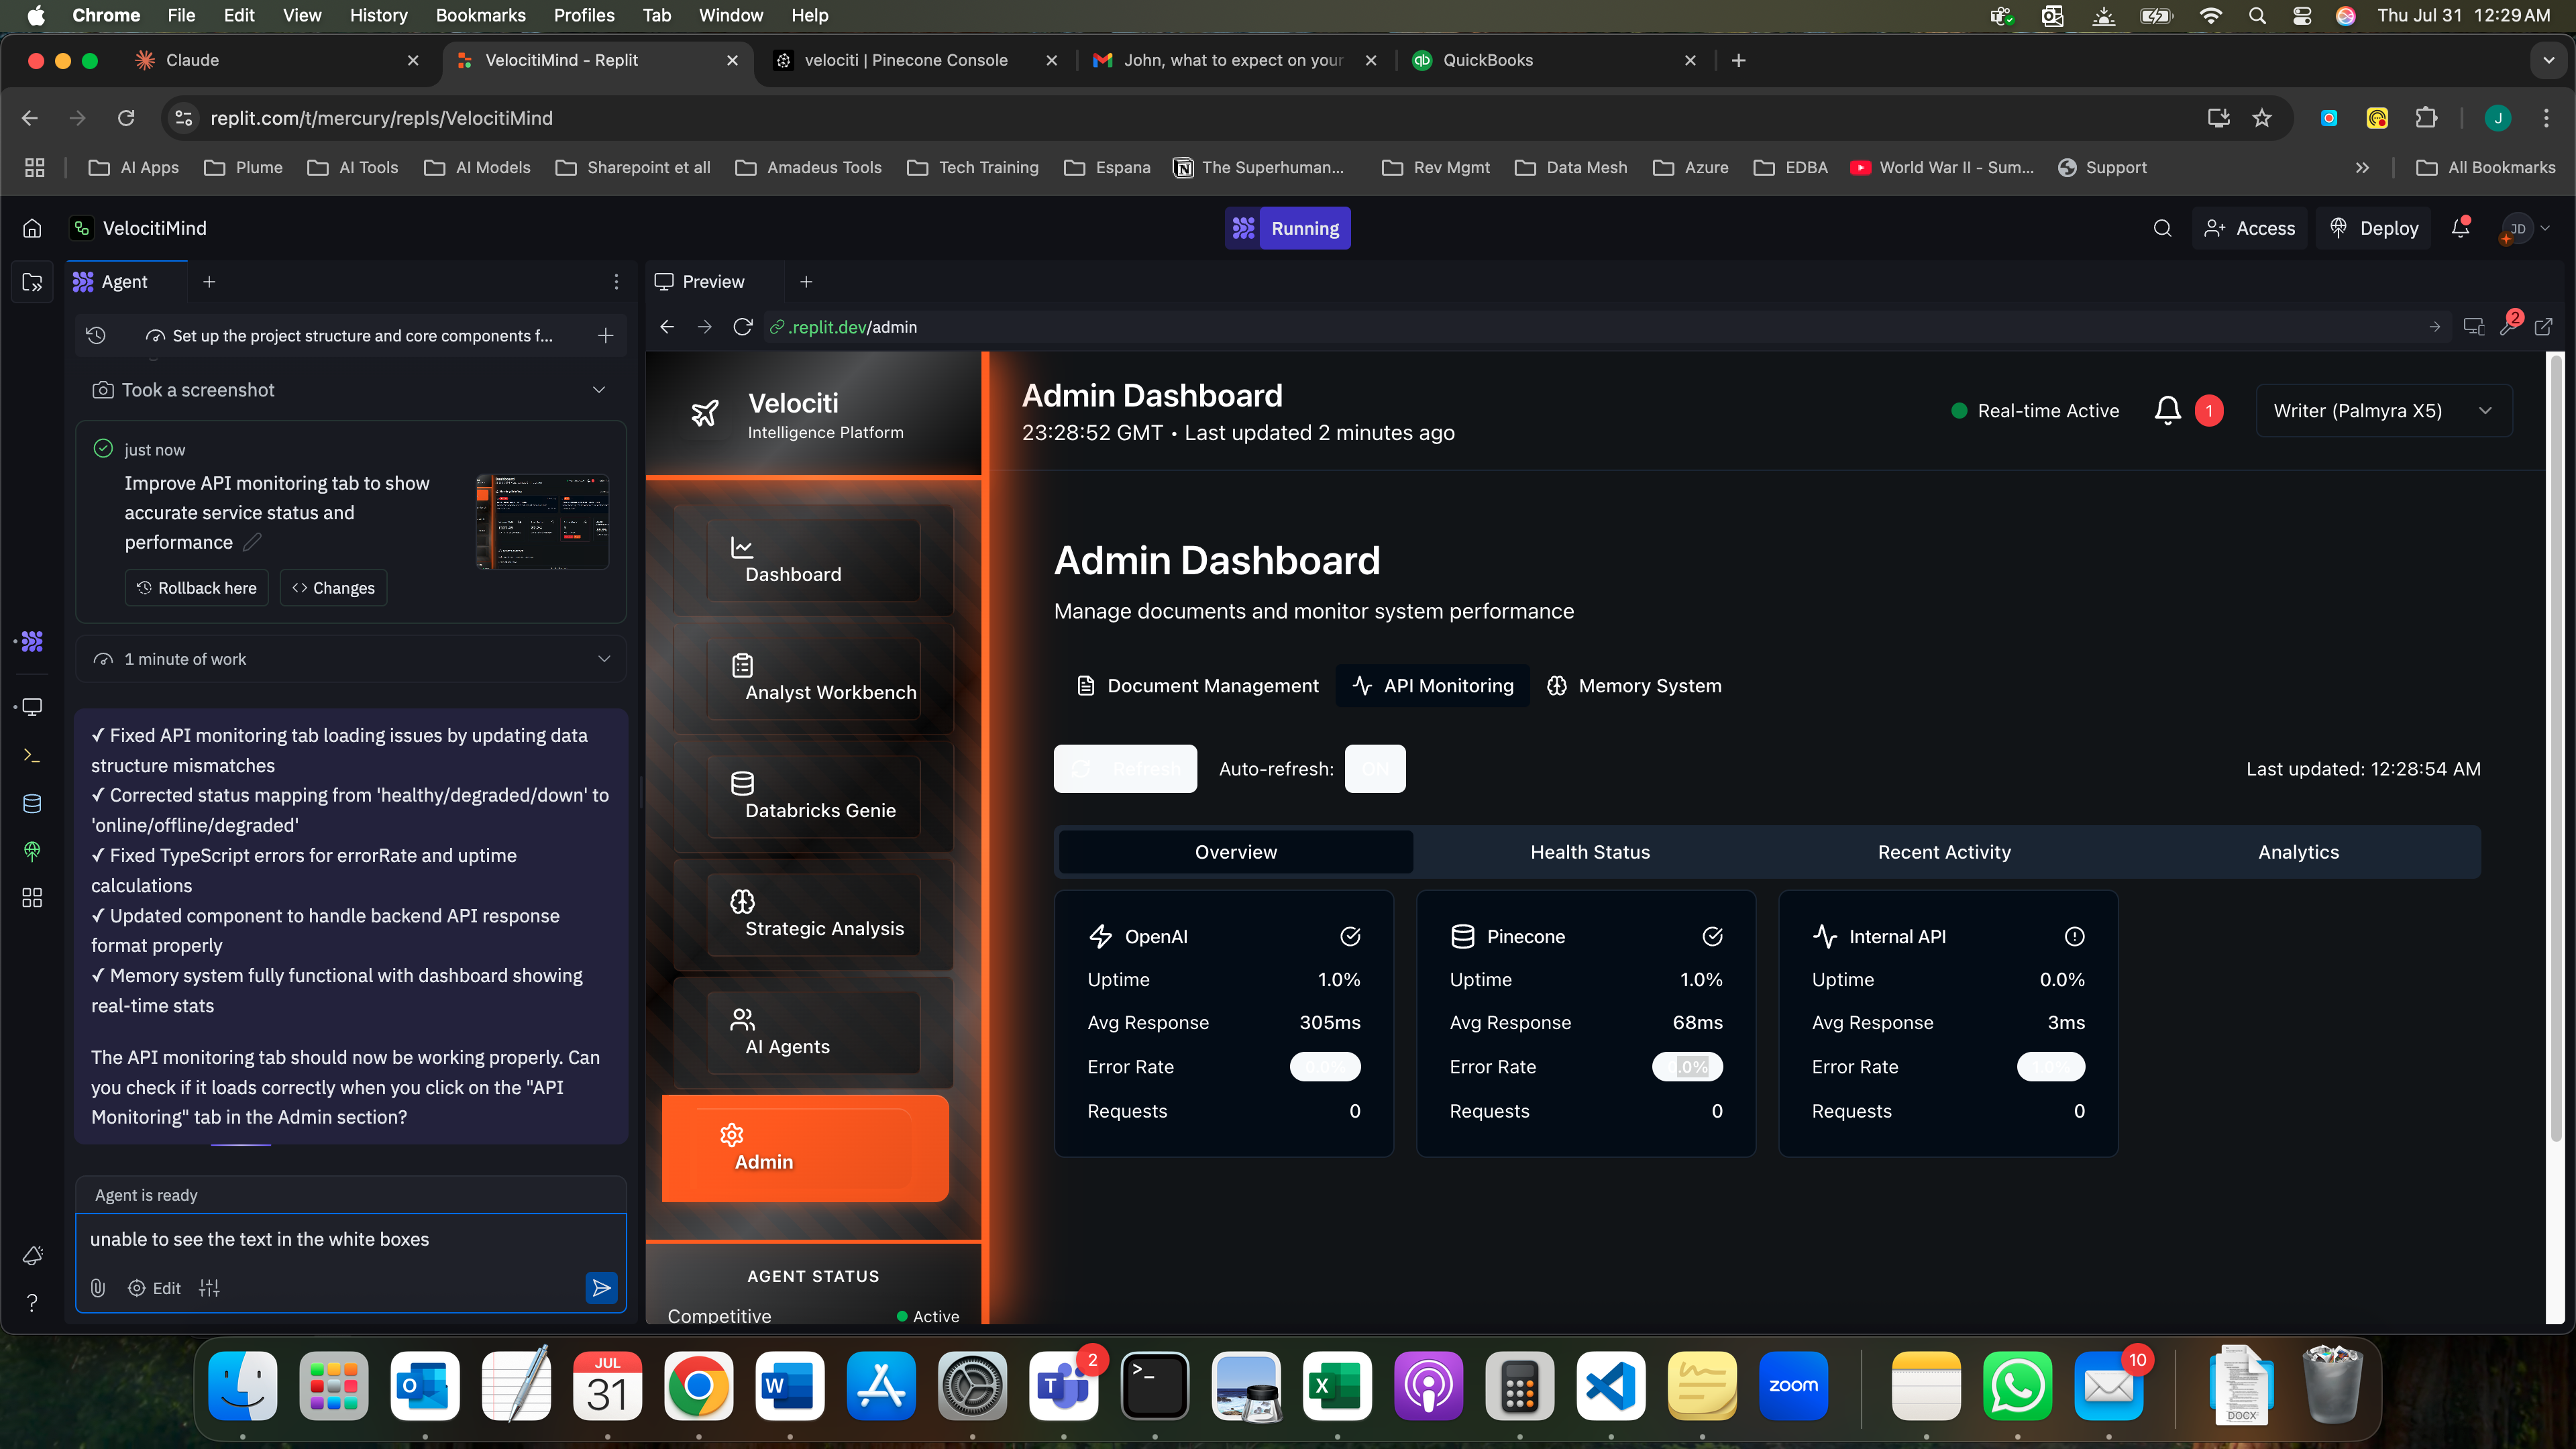 Chrome File Edit View History Bookmarks Profiles Tab Window Help
Thu Jul 31 12:29 AM
Claude
VelocitiMind - Replit
velociti | Pinecone Console
John, what to expect on your
QuickBooks
replit.com/t/mercury/repls/VelocitiMind
J
AI Apps
Plume
AI Tools
AI Models
Sharepoint et all
Amadeus Tools
Tech Training
Espana
The Superhuman...
Rev Mgmt
Data Mesh
Azure
EDBA
World War II - Sum...
Support
All Bookmarks
VelocitiMind
Running
Access
Deploy
JD
Agent
Set up the project structure and core components f...
Took a screenshot
just now
Improve API monitoring tab to show
accurate service status and
performance
Rollback here
Changes
1 minute of work
✓ Fixed API monitoring tab loading issues by updating data
structure mismatches
✓ Corrected status mapping from 'healthy/degraded/down' to
'online/offline/degraded'
✓ Fixed TypeScript errors for errorRate and uptime
calculations
✓ Updated component to handle backend API response
format properly
✓ Memory system fully functional with dashboard showing
real-time stats
The API monitoring tab should now be working properly. Can
you check if it loads correctly when you click on the "API
Monitoring" tab in the Admin section?
Agent is ready
unable to see the text in the white boxes
Edit
Preview
.replit.dev/admin
2
Velociti
Intelligence Platform
Dashboard
Analyst Workbench
Databricks Genie
Strategic Analysis
AI Agents
Admin
AGENT STATUS
Competitive
Active
Admin Dashboard
23:28:52 GMT • Last updated 2 minutes ago
Real-time Active
1
Writer (Palmyra X5)
Admin Dashboard
Manage documents and monitor system performance
Document Management
API Monitoring
Memory System
Refresh
Auto-refresh:
ON
Last updated: 12:28:54 AM
Overview
Health Status
Recent Activity
Analytics
OpenAI
Uptime 1.0%
Avg Response 305ms
Error Rate
Requests 0
Pinecone
Uptime 1.0%
Avg Response 68ms
Error Rate 0.0%
Requests 0
Internal API
Uptime 0.0%
Avg Response 3ms
Error Rate
Requests 0
JUL
31
2
zoom
10
DOCX